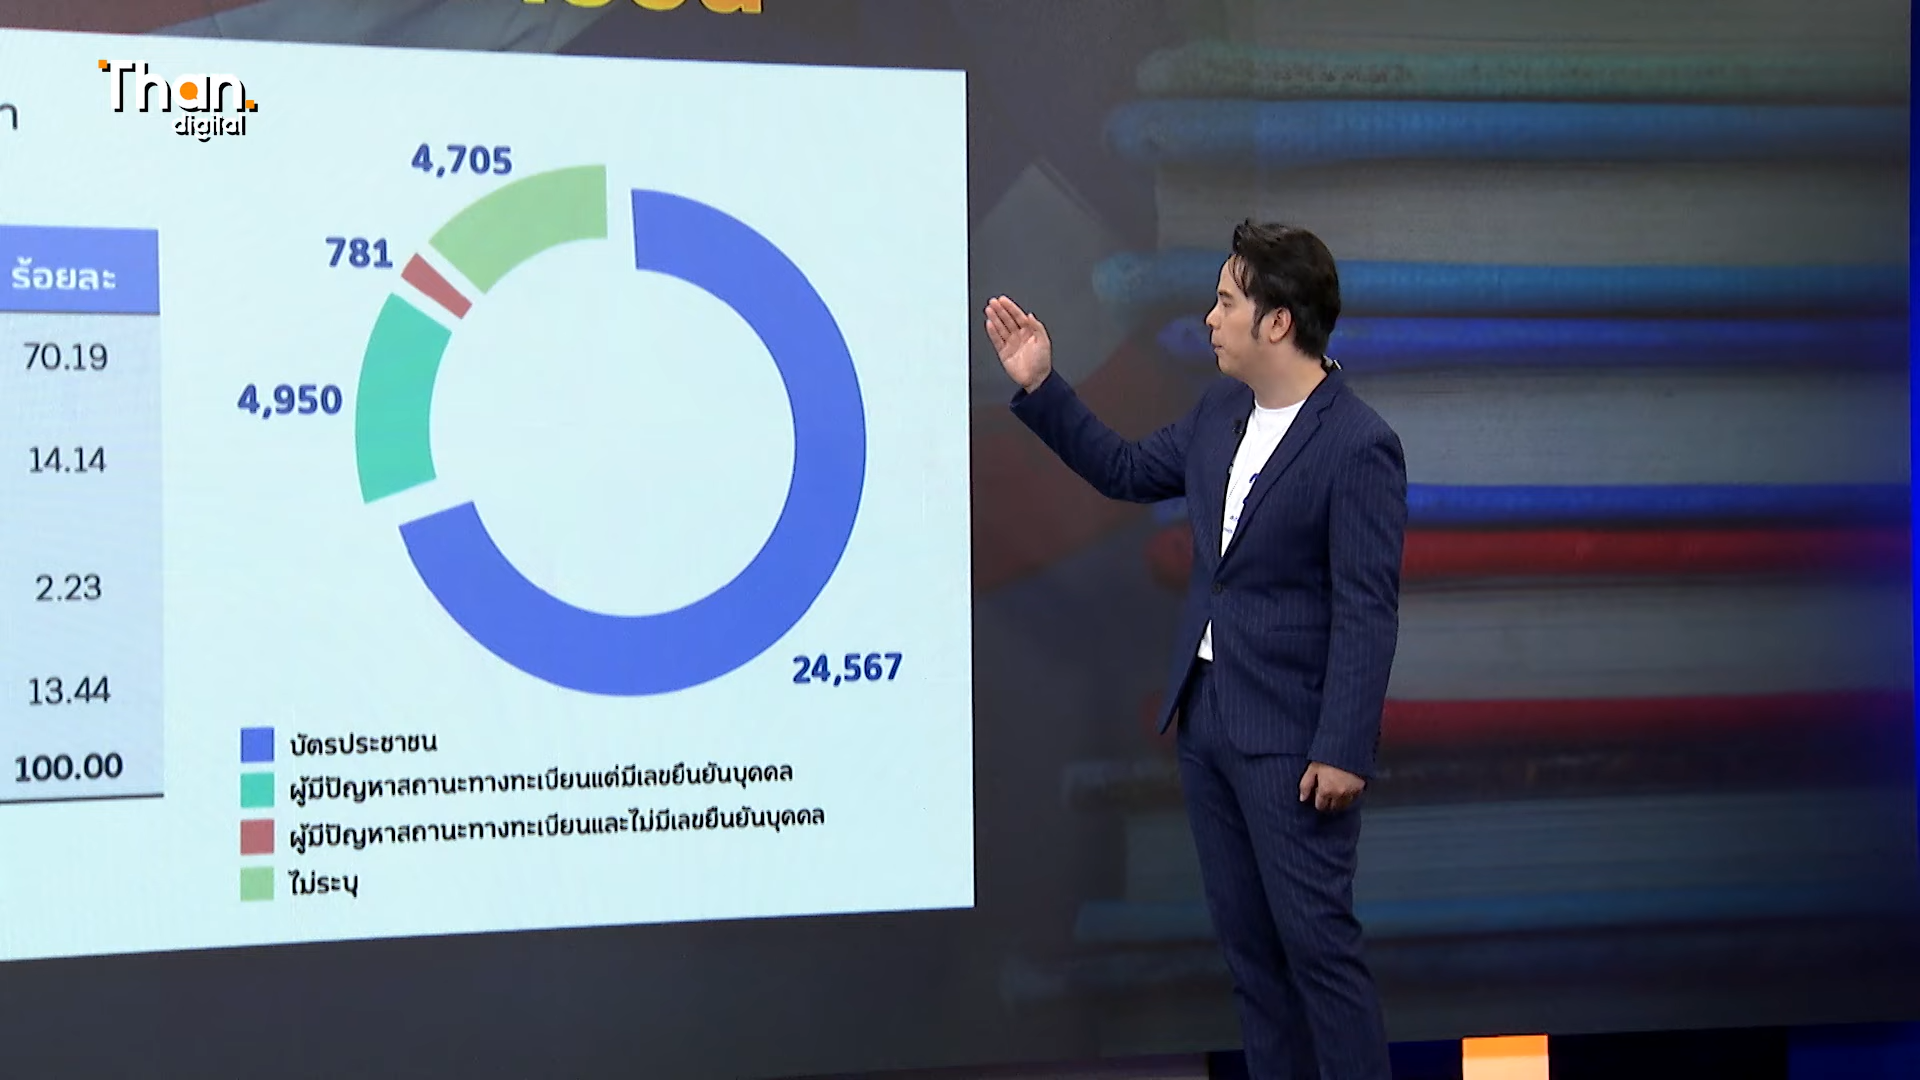 Than.
digital
ร้อยละ
70.19
14.14
2.23
13.44
100.00
4,705
781
4,950
24,567
บัตรประชาชน
ผู้มีปัญหาสถานะทางทะเบียนแต่มีเลขยืนยันบุคคล
ผู้มีปัญหาสถานะทางทะเบียนและไม่มีเลขยืนยันบุคคล
ไม่ระบุ